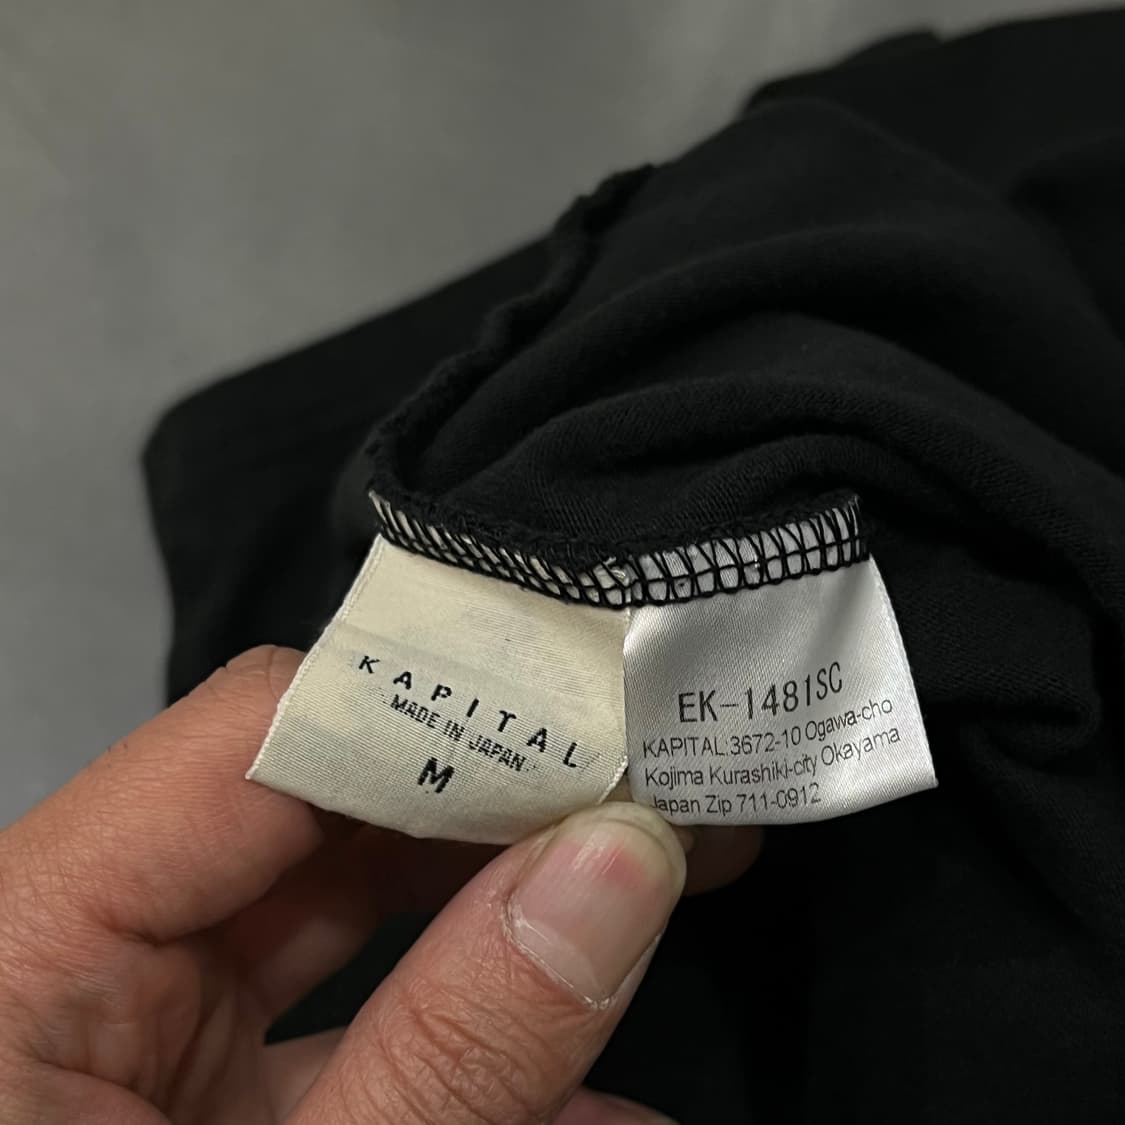 KAPITAL
MADE IN JAPAN
M
EK-1481SC
KAPITAL:3672-10 Ogawa-cho
Kojima Kurashiki-city Okayama
Japan Zip 711-0912